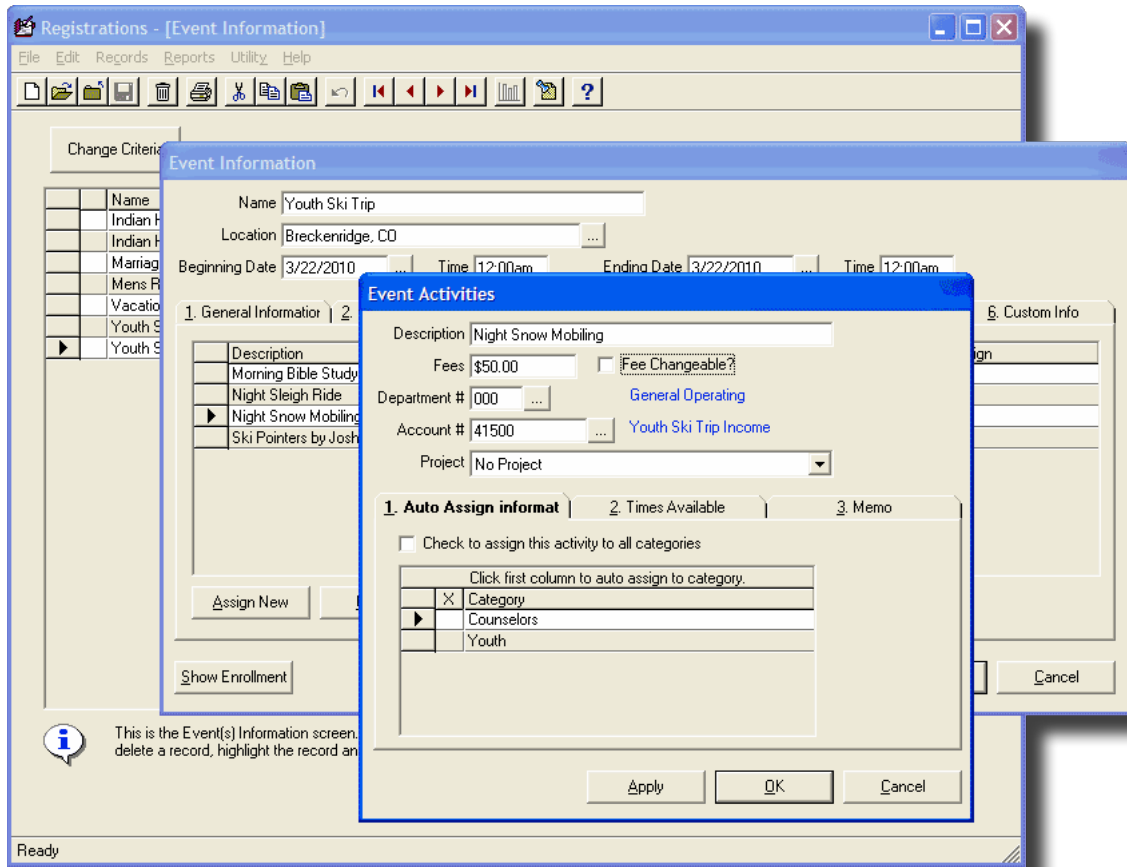 Registrations - [Event Information]
File Edit Records Reports Utility Help
Change Criteria
Event Information
Name
Indian H
Indian H
Marriag
Mens R
Vacatio
Youth S
Youth S
Name Youth Ski Trip
Location Breckenridge, CO ...
Beginning Date 3/22/2010 ... Time 12:00am Ending Date 3/22/2010 ... Time 12:00am
1. General Information 2. 6. Custom Info
Description ign
Morning Bible Study
Night Sleigh Ride
Night Snow Mobiling
Ski Pointers by Josh
Assign New
Show Enrollment Cancel
Event Activities
Description Night Snow Mobiling
Fees $50.00 Fee Changeable?
Department # 000 ... General Operating
Account # 41500 ... Youth Ski Trip Income
Project No Project
1. Auto Assign informat 2. Times Available 3. Memo
Check to assign this activity to all categories
Click first column to auto assign to category.
X Category
Counselors
Youth
Apply OK Cancel
This is the Event(s) Information screen.
delete a record, highlight the record an
Ready